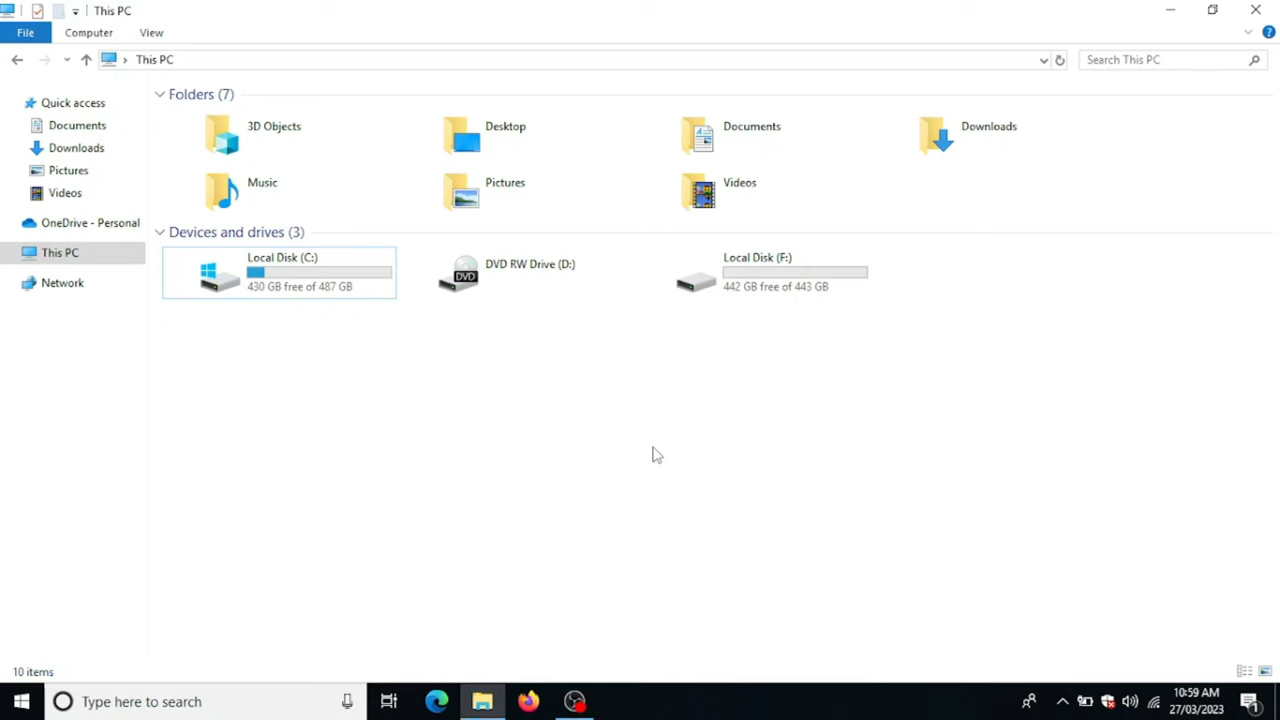 This PC
File Computer View
This PC Search This PC
Quick access
Documents
Downloads
Pictures
Videos
OneDrive - Personal
This PC
Network
Folders (7)
3D Objects Desktop Documents Downloads
Music Pictures Videos
Devices and drives (3)
Local Disk (C:)
430 GB free of 487 GB
DVD RW Drive (D:)
DVD
Local Disk (F:)
442 GB free of 443 GB
10 items
Type here to search
10:59 AM
27/03/2023
1